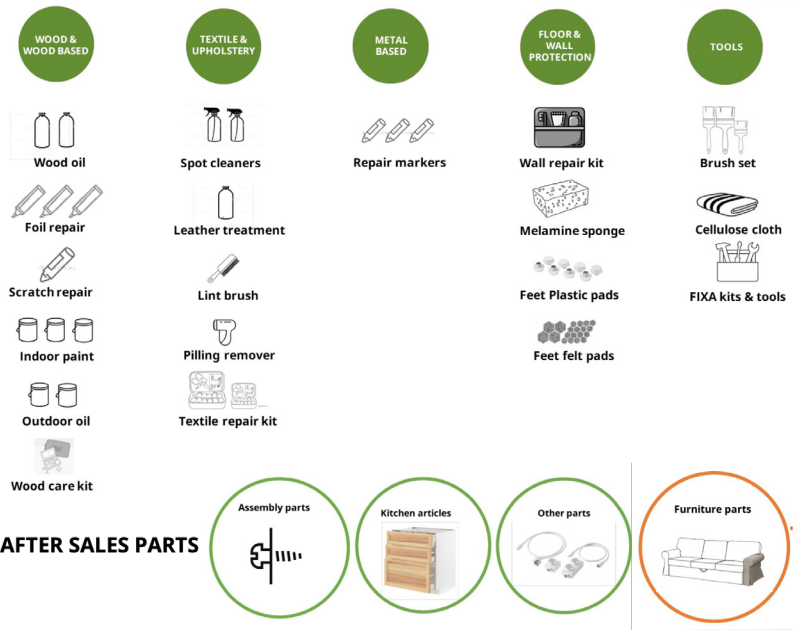 WOOD &
WOOD BASED
TEXTILE &
UPHOLSTERY
METAL
BASED
FLOOR &
WALL
PROTECTION
TOOLS
Wood oil
Spot cleaners
Repair markers
Wall repair kit
Brush set
Foil repair
Leather treatment
Melamine sponge
Cellulose cloth
Scratch repair
Lint brush
Feet Plastic pads
FIXA kits & tools
Indoor paint
Pilling remover
Feet felt pads
Outdoor oil
Textile repair kit
Wood care kit
AFTER SALES PARTS
Assembly parts
Kitchen articles
Other parts
Furniture parts